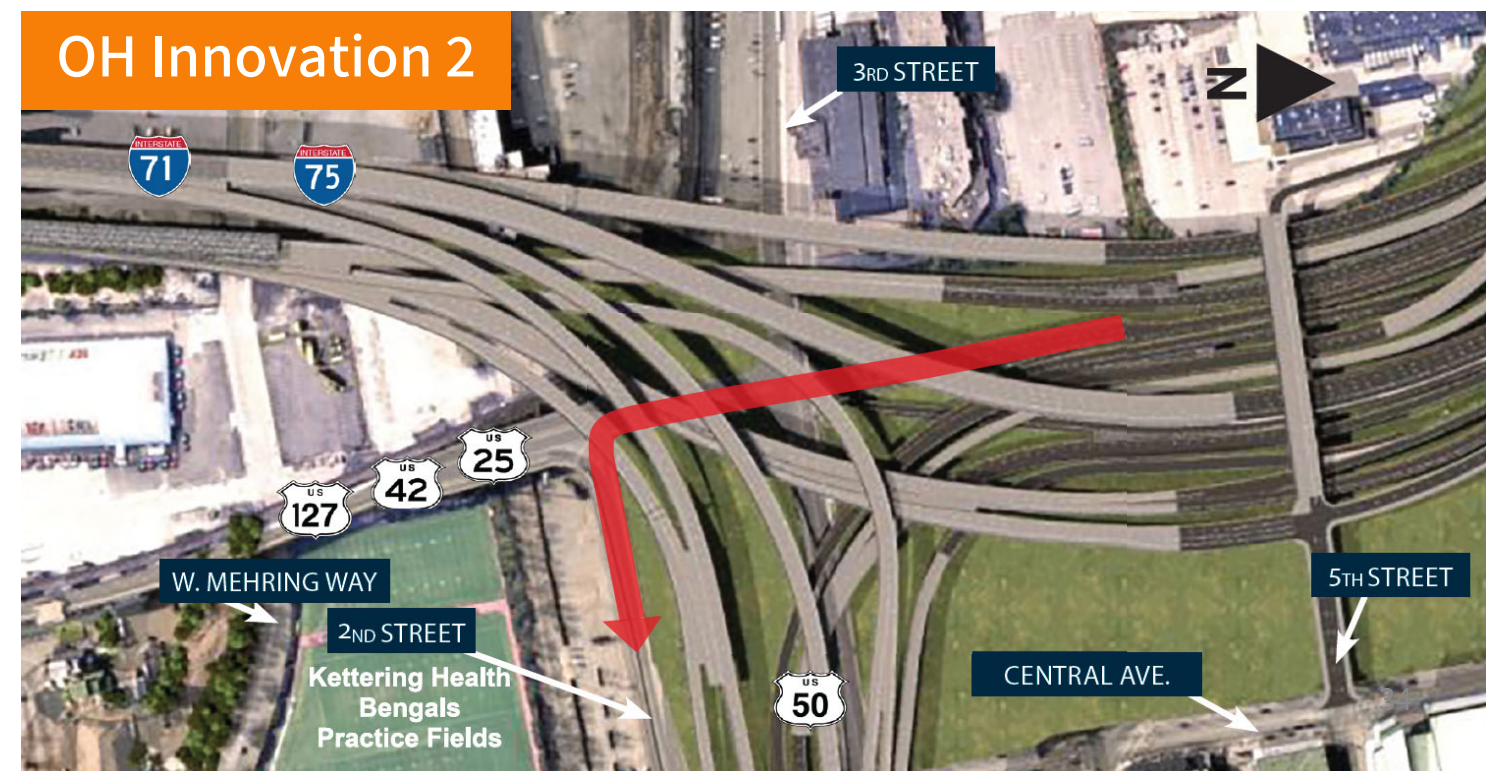 OH Innovation 2
3RD STREET
N
INTERSTATE
71
INTERSTATE
75
US
25
US
42
US
127
W. MEHRING WAY
2ND STREET
Kettering Health
Bengals
Practice Fields
US
50
5TH STREET
CENTRAL AVE.
34